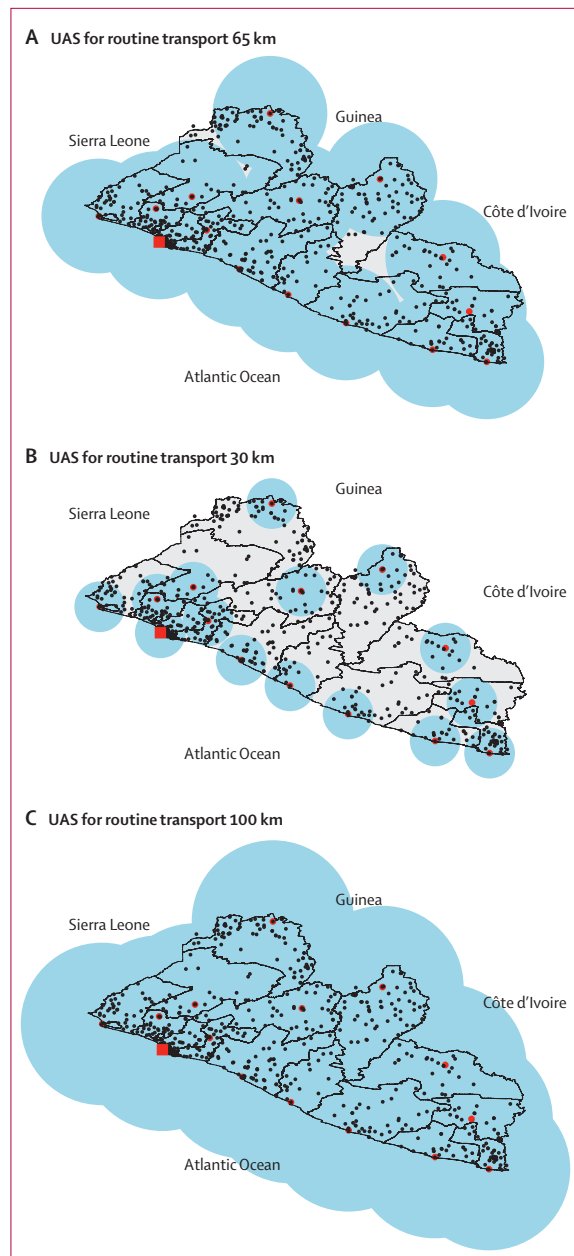 A UAS for routine transport 65 km
Guinea
Sierra Leone
Côte d'Ivoire
Atlantic Ocean
B UAS for routine transport 30 km
Guinea
Sierra Leone
Côte d'Ivoire
Atlantic Ocean
C UAS for routine transport 100 km
Guinea
Sierra Leone
Côte d'Ivoire
Atlantic Ocean